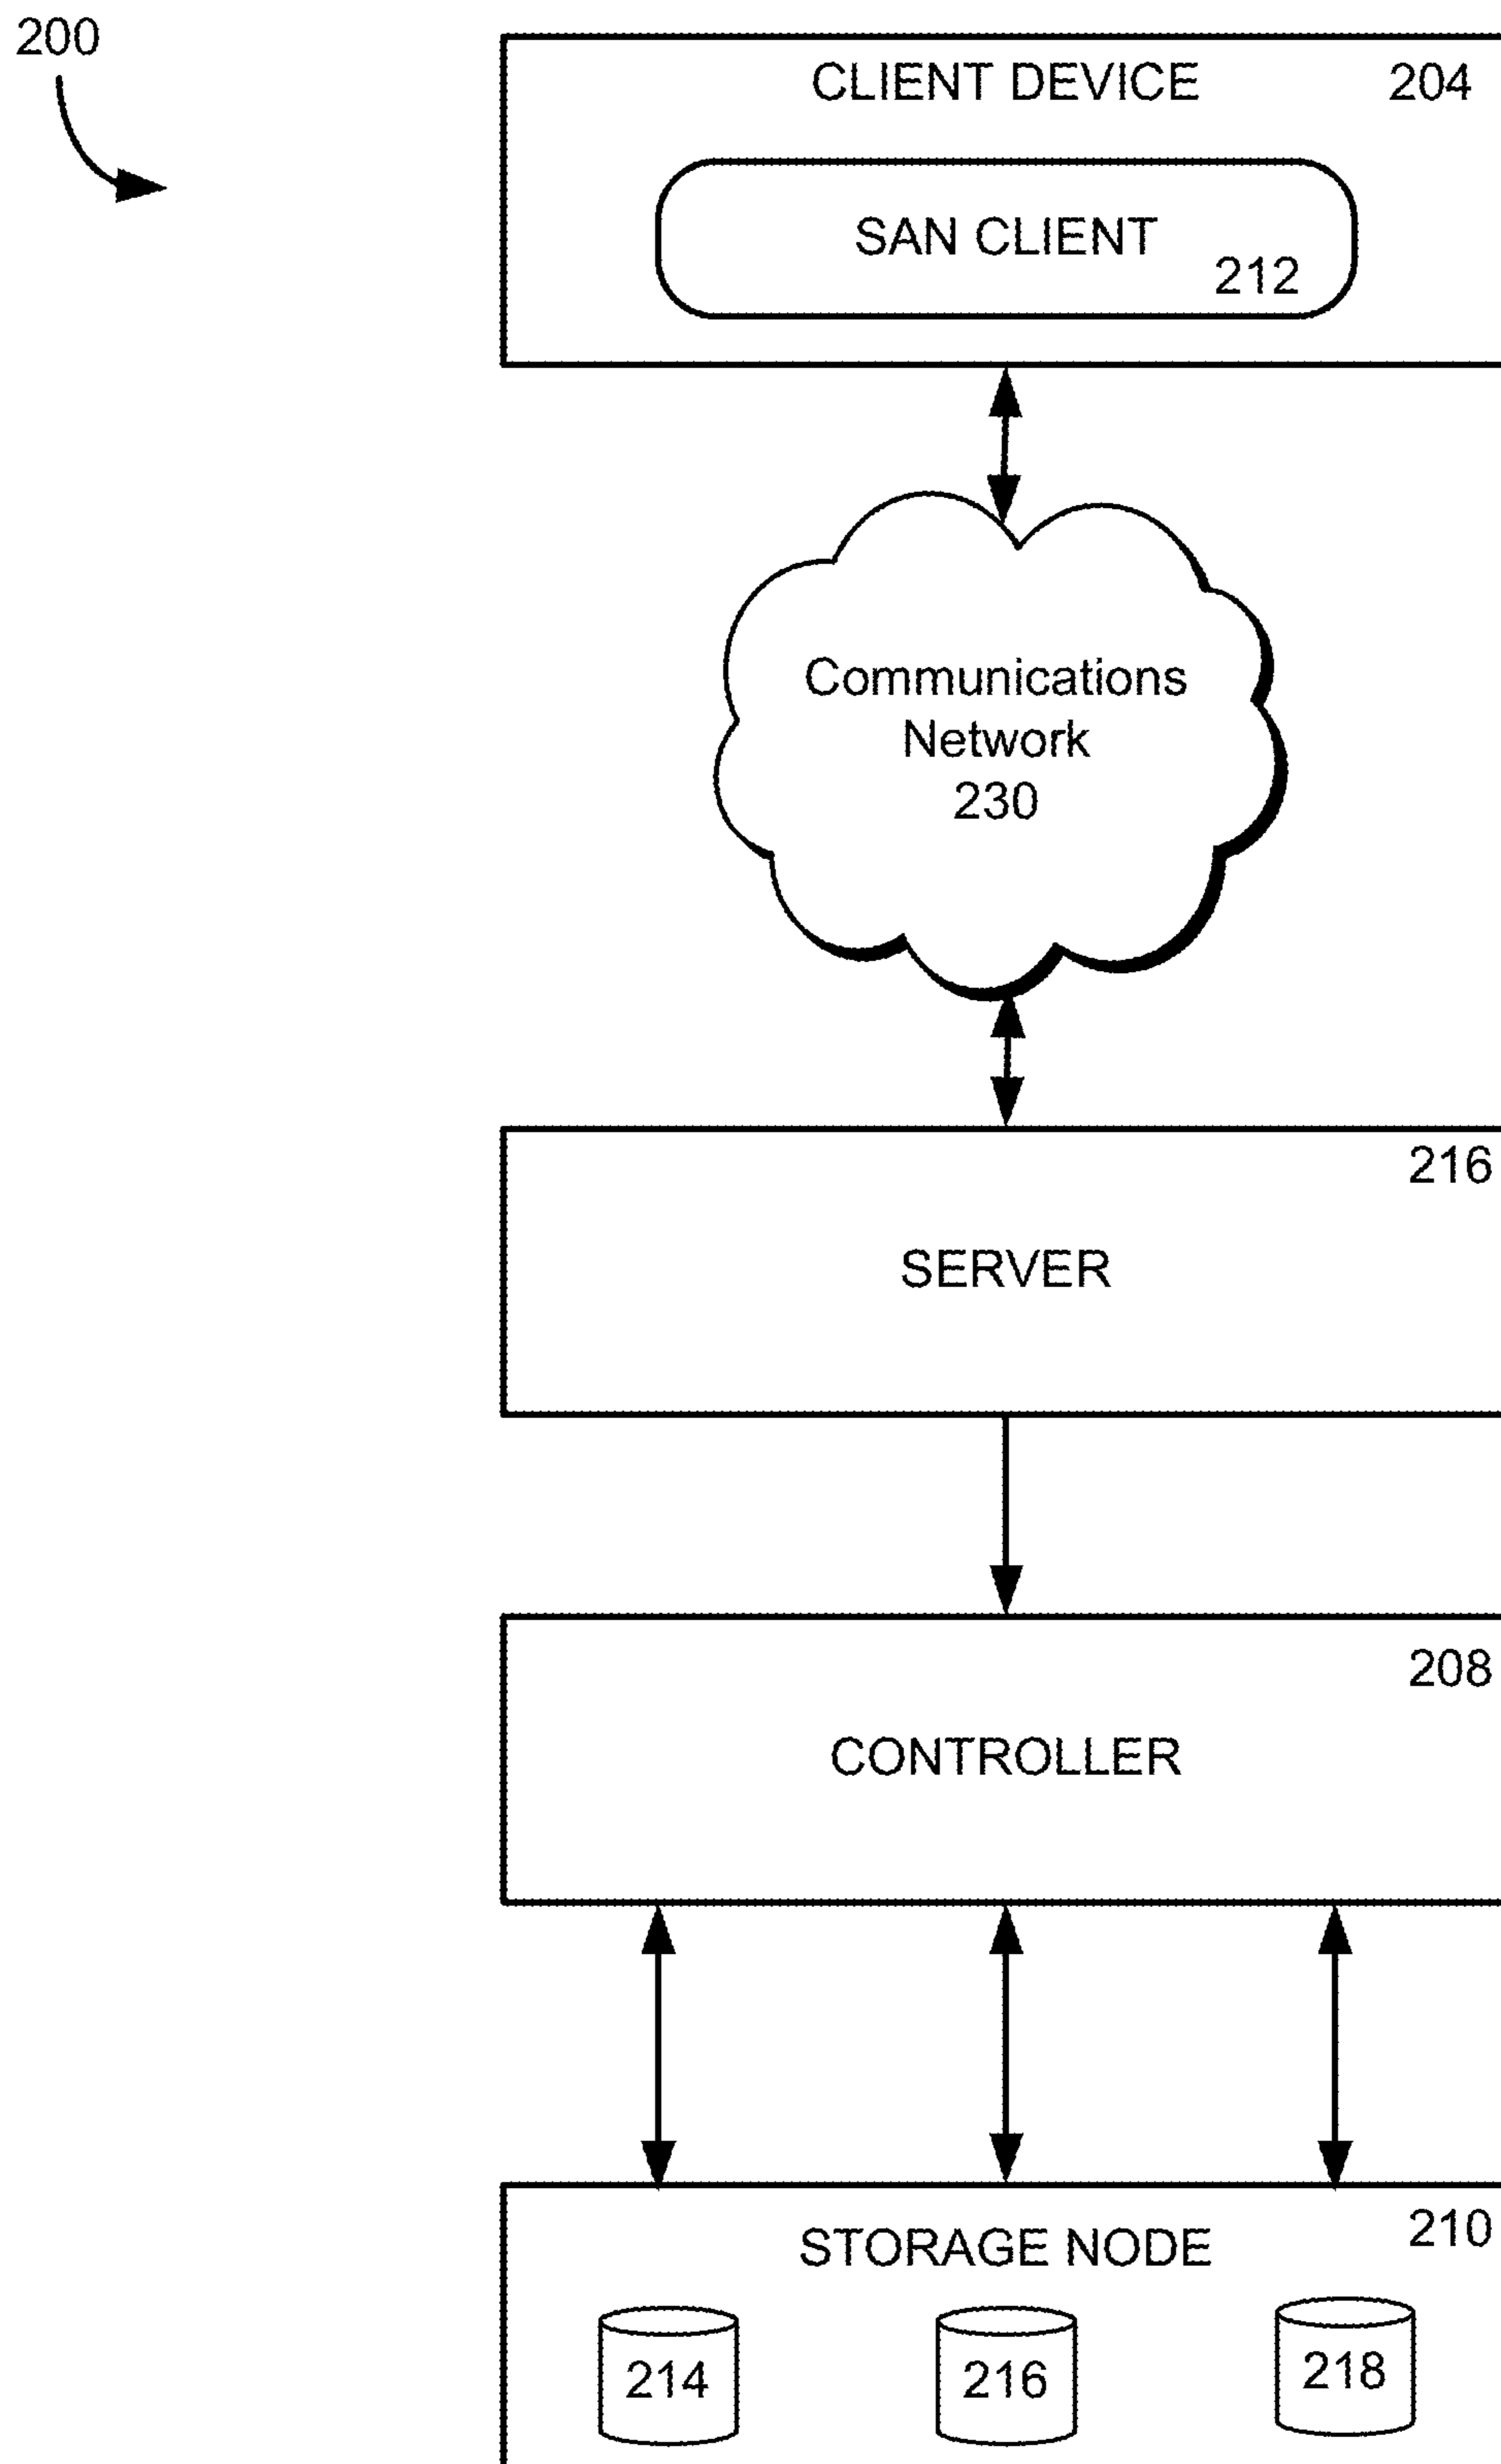 200
CLIENT DEVICE 204
SAN CLIENT
212
Communications
Network
230
216
SERVER
208
CONTROLLER
210
STORAGE NODE
214 216 218